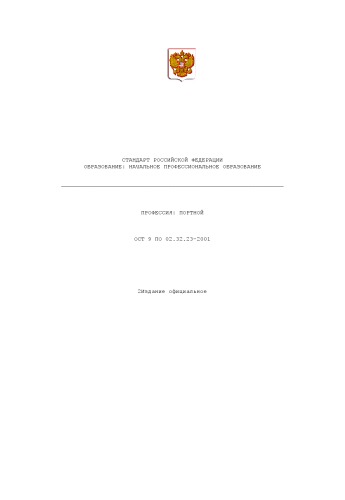 СТАНДАРТ РОССИЙСКОЙ ФЕДЕРАЦИИ
ОБРАЗОВАНИЕ: НАЧАЛЬНОЕ ПРОФЕССИОНАЛЬНОЕ ОБРАЗОВАНИЕ
ПРОФЕССИЯ: ПОРТНОЙ
ОСТ 9 ПО 02.32.23-2001
Издание официальное